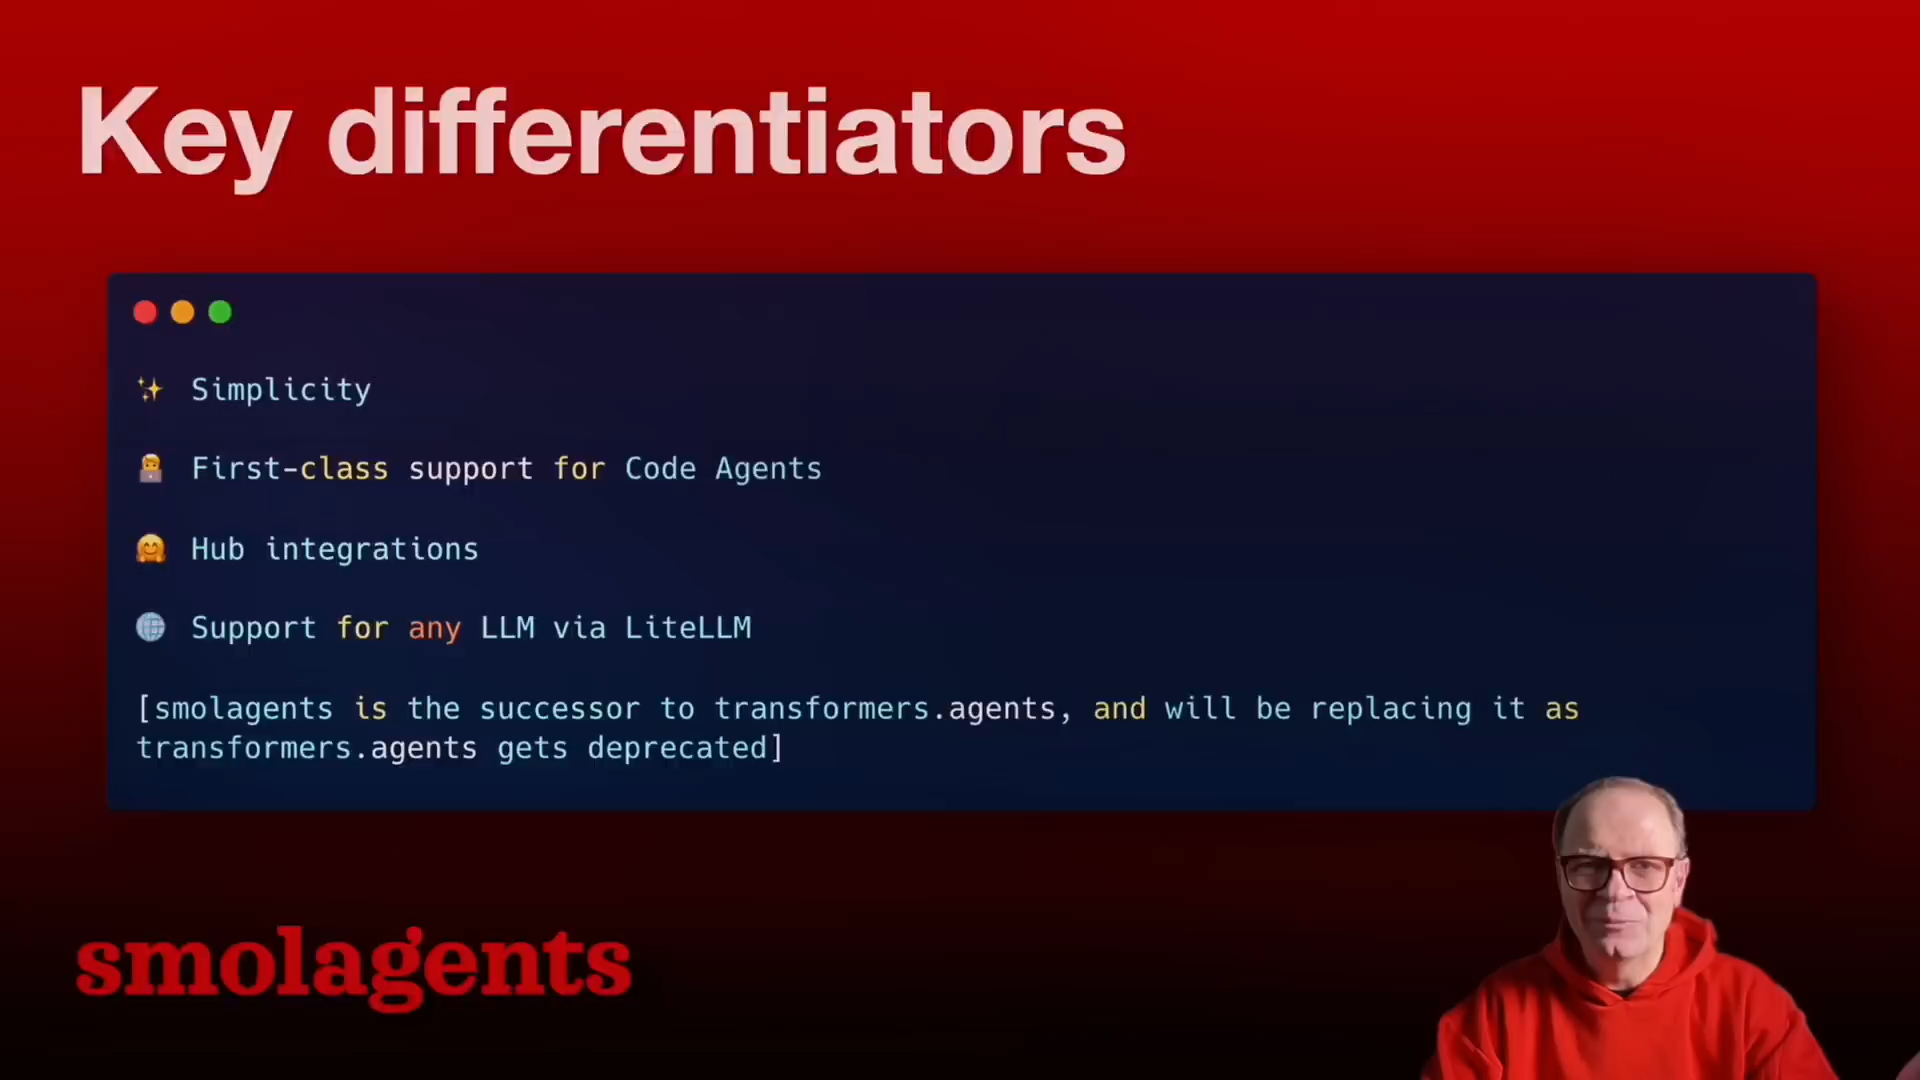 Key differentiators
✨ Simplicity
🧑‍💻 First-class support for Code Agents
🤗 Hub integrations
🌐 Support for any LLM via LiteLLM
[smolagents is the successor to transformers.agents, and will be replacing it as
transformers.agents gets deprecated]
smolagents